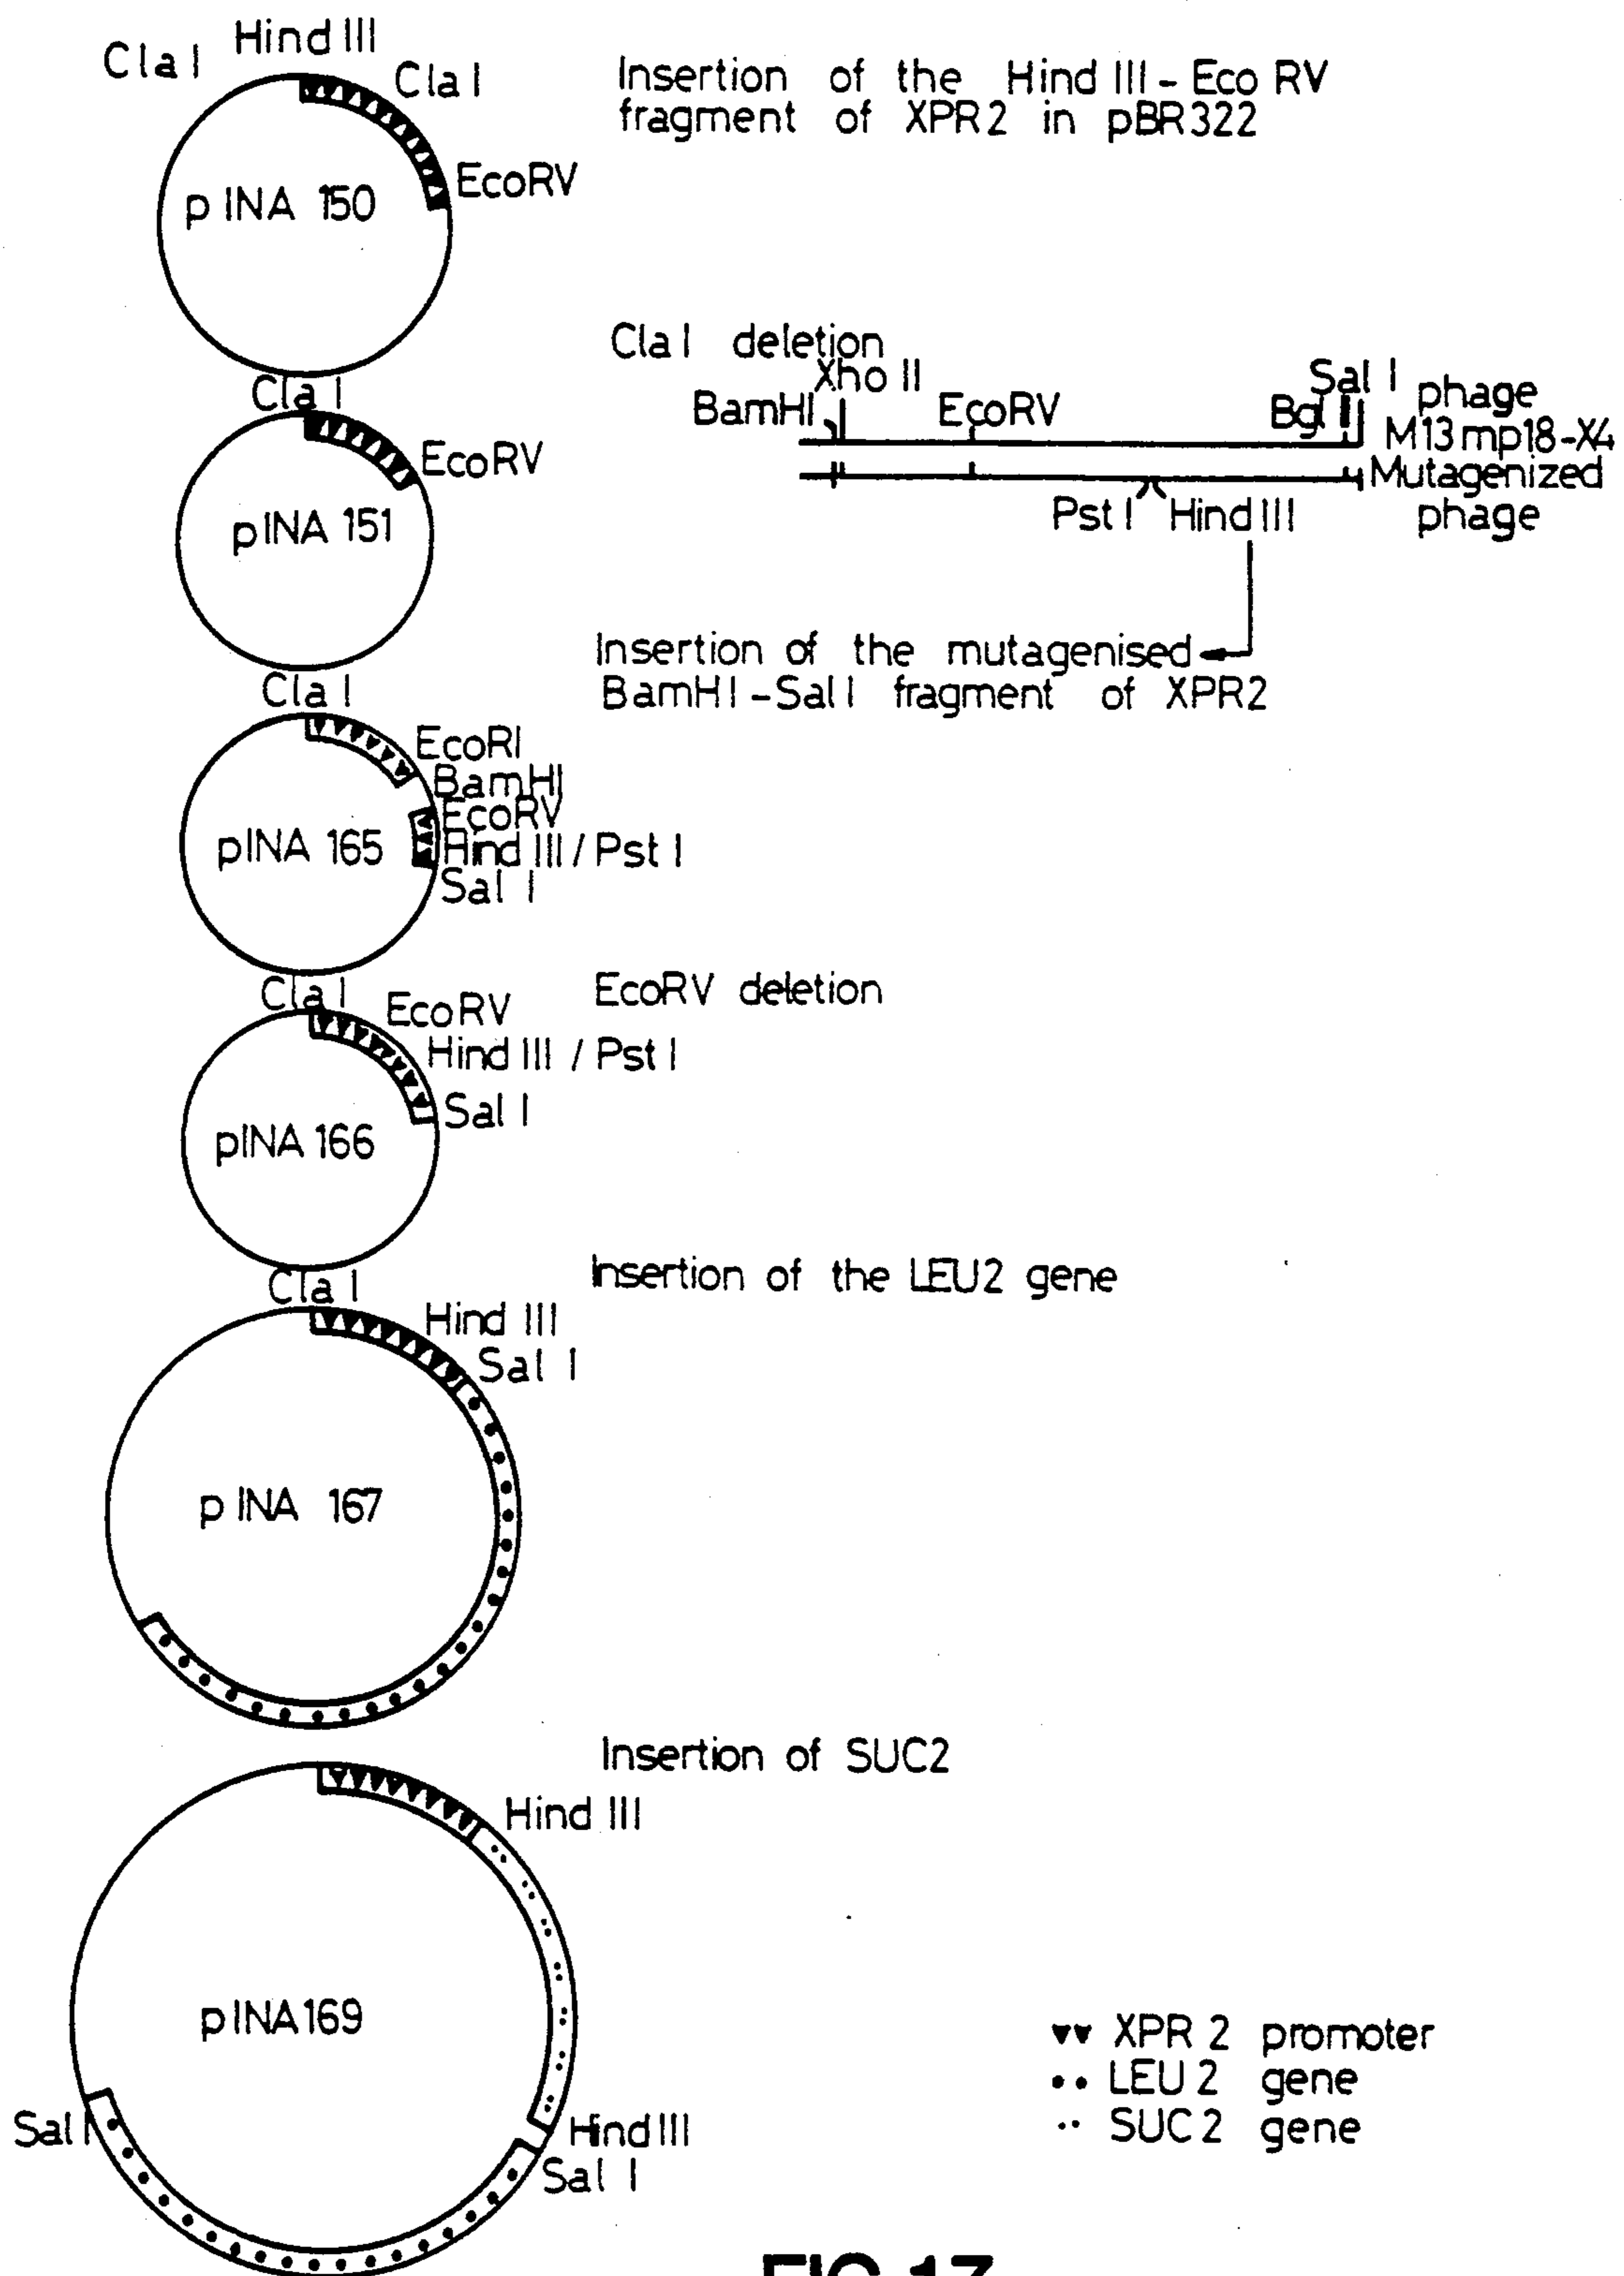 Hind III
Cla I
Cla I
Insertion of the Hind III - Eco RV
fragment of XPR2 in pBR322
EcoRV
p INA 150
Cla I deletion
Xho II
BamHI
EcoRV
Sal I
Bgl II
phage
M13mp18-X4
Mutagenized
phage
Pst I
Hind III
Cla I
EcoRV
pINA 151
Insertion of the mutagenised
BamHI-Sal I fragment of XPR2
Cla I
EcoRI
BamHI
EcoRV
Hind III / Pst I
Sal I
pINA 165
EcoRV deletion
Cla I
EcoRV
Hind III / Pst I
Sal I
pINA 166
Insertion of the LEU2 gene
Cla I
Hind III
Sal I
p INA 167
Insertion of SUC2
Hind III
pINA169
Sal I
Hind III
Sal I
XPR 2 promoter
LEU 2 gene
SUC 2 gene
FIG.17